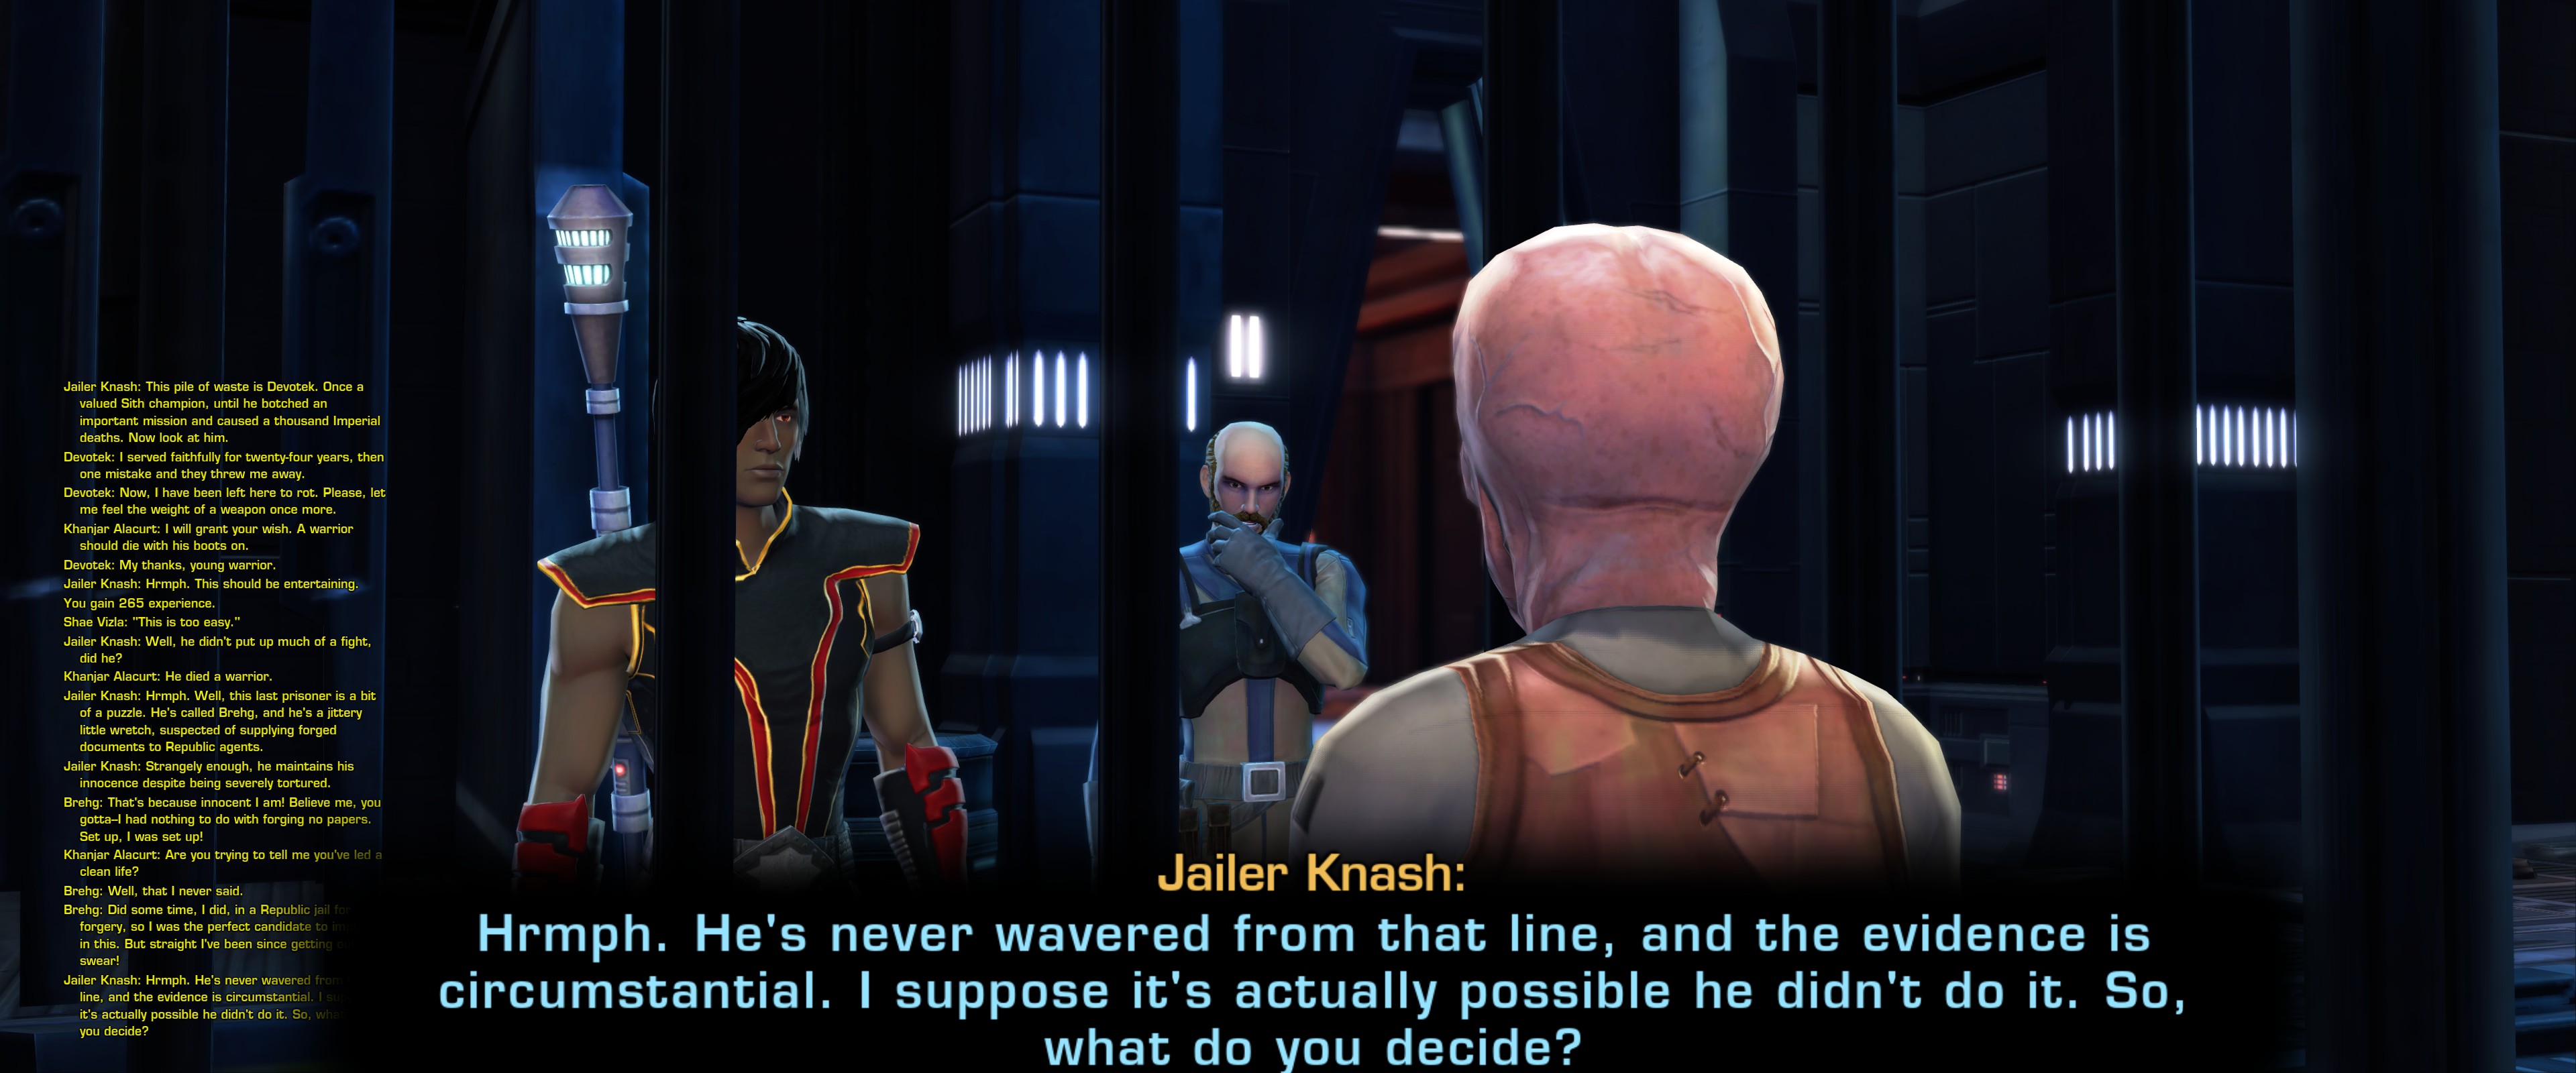 Jailer Knash: This pile of waste is Devotek. Once a
valued Sith champion, until he botched an
important mission and caused a thousand Imperial
deaths. Now look at him.
Devotek: I served faithfully for twenty-four years, then
one mistake and they threw me away.
Devotek: Now, I have been left here to rot. Please, let
me feel the weight of a weapon once more.
Khanjar Alacurt: I will grant your wish. A warrior
should die with his boots on.
Devotek: My thanks, young warrior.
Jailer Knash: Hrmph. This should be entertaining.
You gain 265 experience.
Shae Vizla: "This is too easy."
Jailer Knash: Well, he didn't put up much of a fight,
did he?
Khanjar Alacurt: He died a warrior.
Jailer Knash: Hrmph. Well, this last prisoner is a bit
of a puzzle. He's called Brehg, and he's a jittery
little wretch, suspected of supplying forged
documents to Republic agents.
Jailer Knash: Strangely enough, he maintains his
innocence despite being severely tortured.
Brehg: That's because innocent I am! Believe me, you
gotta—I had nothing to do with forging no papers.
Set up, I was set up!
Khanjar Alacurt: Are you trying to tell me you've led a
clean life?
Brehg: Well, that I never said.
Brehg: Did some time, I did, in a Republic jail for
forgery, so I was the perfect candidate to
in this. But straight I've been since getting
swear!
Jailer Knash: Hrmph. He's never wavered from
line, and the evidence is circumstantial. I
it's actually possible he didn't do it. So, what
you decide?
Jailer Knash:
Hrmph. He's never wavered from that line, and the evidence is
circumstantial. I suppose it's actually possible he didn't do it. So,
what do you decide?